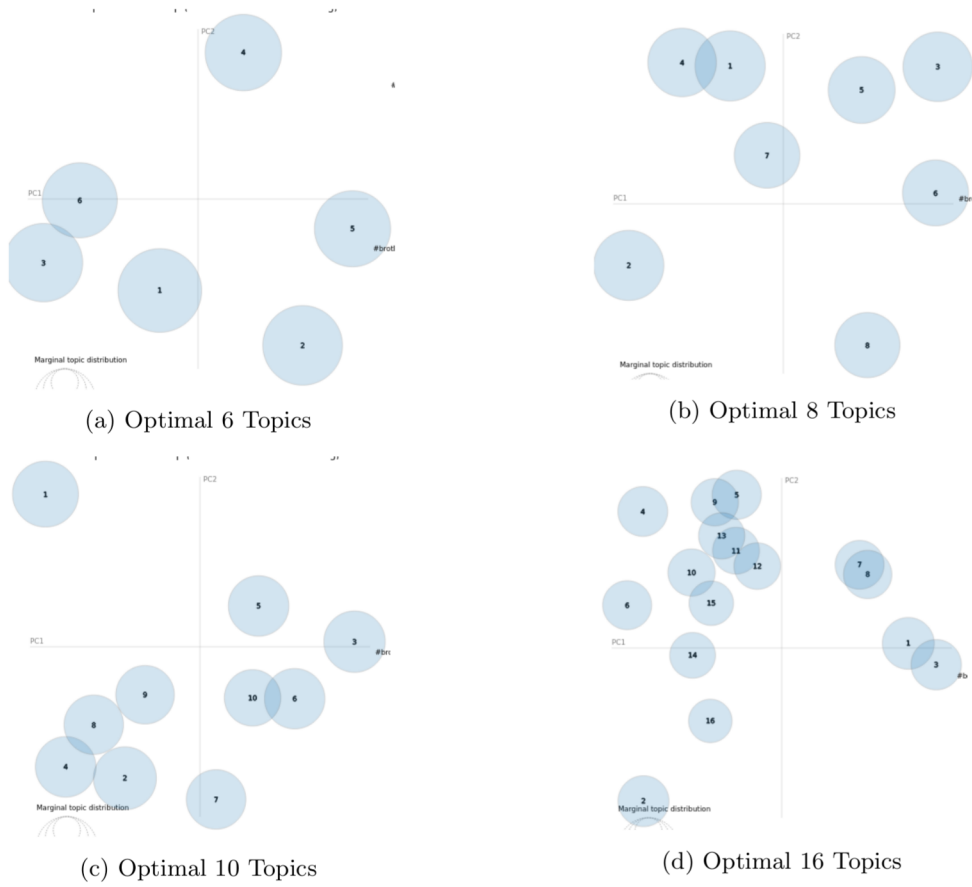 PC2
4
PC1
6
5
#brotl
3
1
2
Marginal topic distribution
(a) Optimal 6 Topics
PC2
4
1
3
5
7
6
#br
PC1
2
8
Marginal topic distribution
(b) Optimal 8 Topics
1
PC2
5
PC1
3
#brc
9
10
6
8
4
2
7
Marginal topic distribution
(c) Optimal 10 Topics
PC2
5
9
4
13
11
12
7
8
10
15
6
PC1
1
14
3
#b
16
2
Marginal topic distribution
(d) Optimal 16 Topics